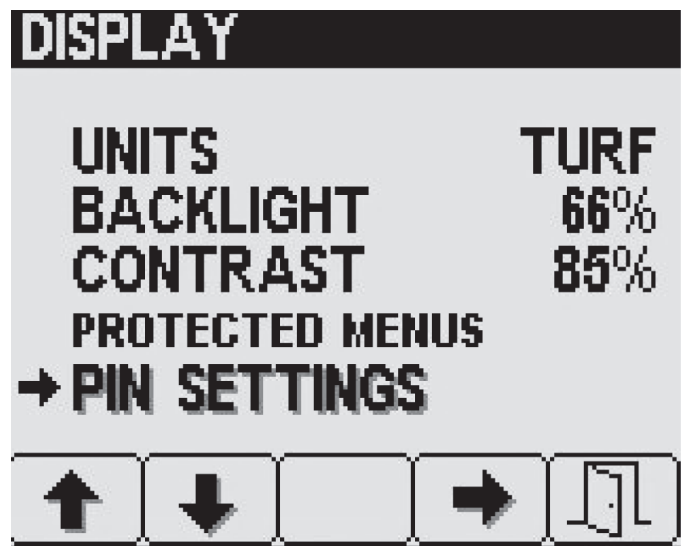 DISPLAY
UNITS TURF
BACKLIGHT 66%
CONTRAST 85%
PROTECTED MENUS
PIN SETTINGS